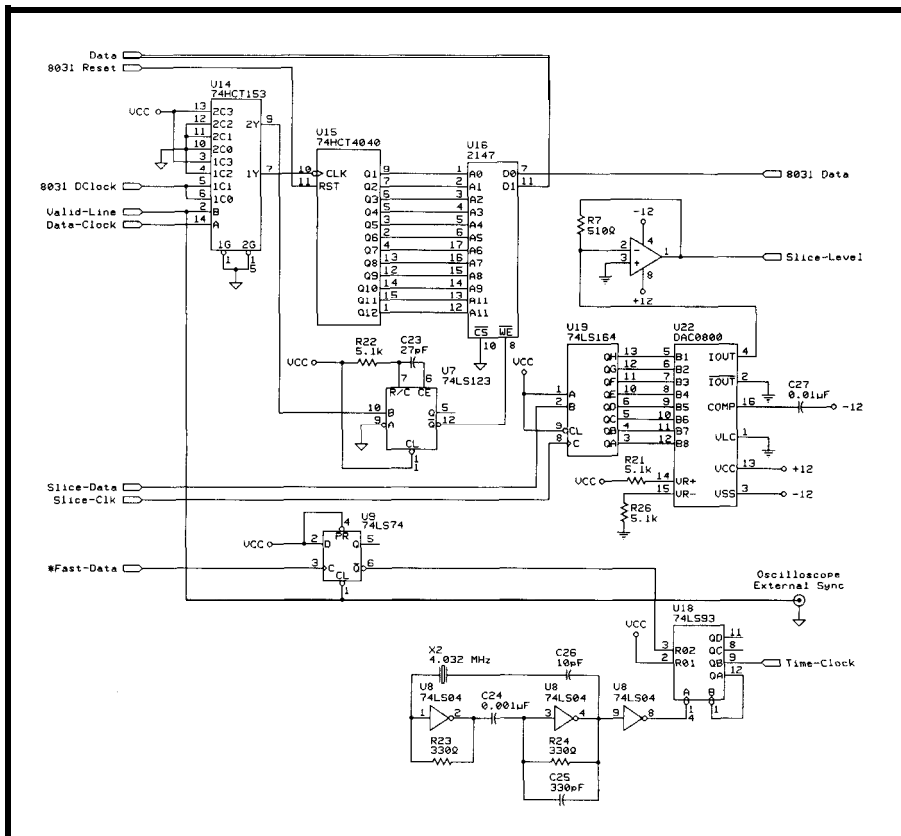 Data
8031 Reset
U14
74HCT153
VCC
13 2C3
12 2C2 2Y 9
11 2C1
10 2C0
3 1C3
4 1C2 1Y 7
8031 DClock 5 1C1
6 1C0
Valid-Line 2 B
Data-Clock 14 A
1G 2G
1 15
U15
74HCT4040
10 CLK
11 RST
Q1 9
Q2 7
Q3 6
Q4 5
Q5 3
Q6 2
Q7 4
Q8 13
Q9 12
Q10 14
Q11 15
Q12 1
U16
2147
1 A0 DO 7
2 A1 D1 11
3 A2
4 A3
5 A4
6 A5
17 A6
16 A7
15 A8
14 A9
13 A11
12 A11
CS WE
10 8
8031 Data
R7
510Ω
-12
4
2 -
3 +
1
8
+12
Slice-Level
VCC
R22
5.1k
C23
27pF
U7
74LS123
7 6
R/C CE
10 B Q 5
9 A Q 12
CL
1
1
VCC
U19
74LS164
1 A
2 B
9 CL
8 C
QH 13
QG 12
QF 11
QE 10
QD 6
QC 5
QB 4
QA 3
U22
DAC0800
5 B1 IOUT 4
6 B2
7 B3 IOUT 2
8 B4
9 B5 COMP 16
10 B6
11 B7
12 B8 VLC 1
VCC 13 +12
14 VR+
15 VR- VSS 3 -12
C27
0.01μF
-12
R21
5.1k
VCC
R26
5.1k
Slice-Data
Slice-Clk
U9
74LS74
4
PR
VCC 2 D Q 5
*Fast-Data 3 C Q 6
CL
1
Oscilloscope
External Sync
U18
74LS93
VCC
3 R02
2 R01
QD 11
QC 8
QB 9
QA 12
A B
1 1
4
Time-Clock
X2
4.032 MHz
C26
10pF
U8
74LS04
1 2
C24
0.001μF
U8
74LS04
3 4
U8
74LS04
9 8
R23
330Ω
R24
330Ω
C25
330pF